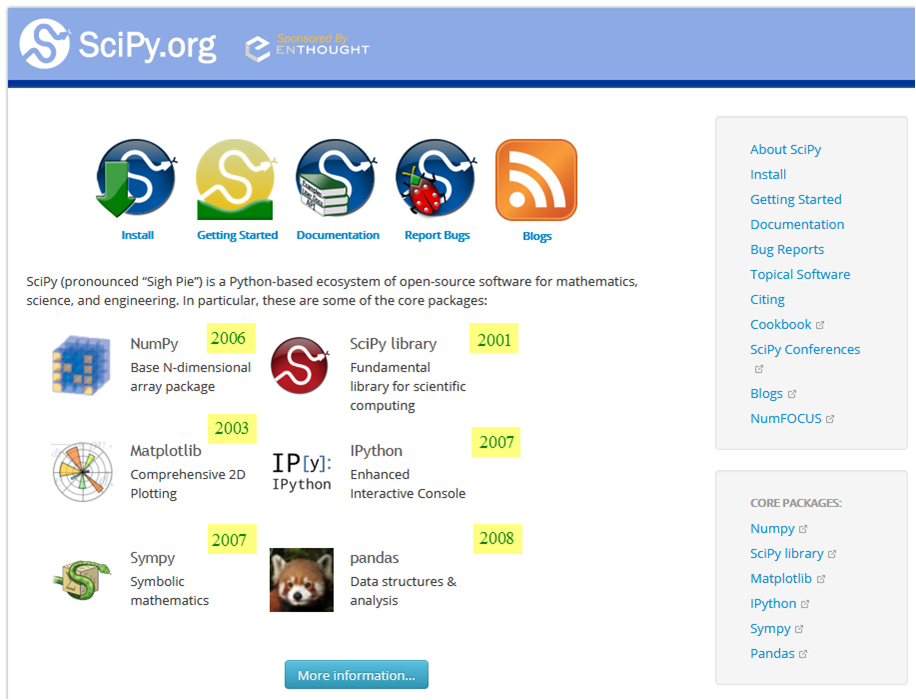 SciPy.org
Sponsored By
ENTHOUGHT
Install
Getting Started
Documentation
Report Bugs
Blogs
SciPy (pronounced “Sigh Pie”) is a Python-based ecosystem of open-source software for mathematics,
science, and engineering. In particular, these are some of the core packages:
NumPy
2006
Base N-dimensional
array package
SciPy library
2001
Fundamental
library for scientific
computing
Matplotlib
2003
Comprehensive 2D
Plotting
IP[y]:
IPython
IPython
2007
Enhanced
Interactive Console
Sympy
2007
Symbolic
mathematics
pandas
2008
Data structures &
analysis
More information...
About SciPy
Install
Getting Started
Documentation
Bug Reports
Topical Software
Citing
Cookbook
SciPy Conferences
Blogs
NumFOCUS
CORE PACKAGES:
Numpy
SciPy library
Matplotlib
IPython
Sympy
Pandas